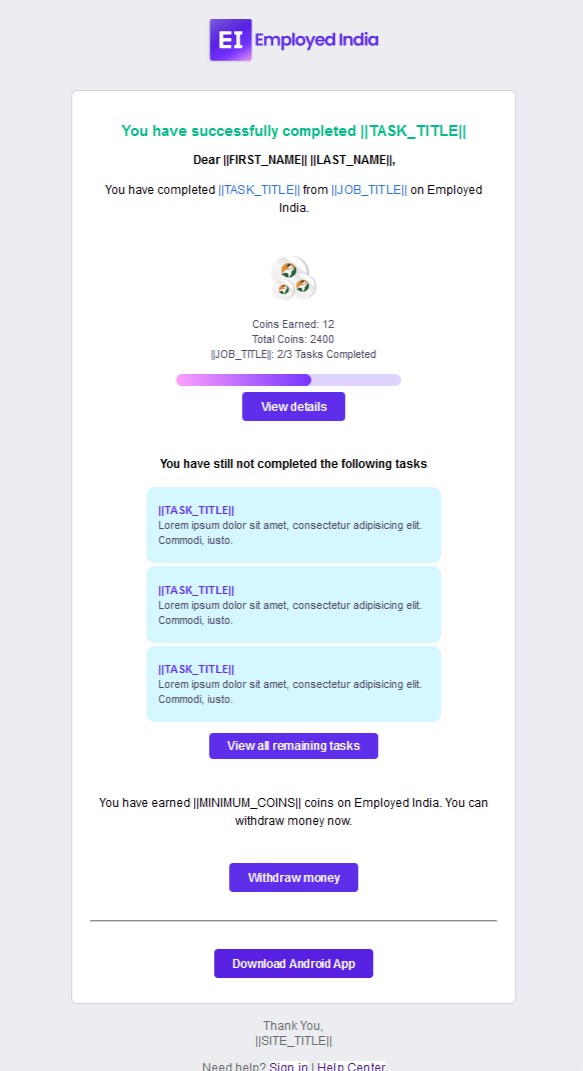 EI Employed India
You have successfully completed ||TASK_TITLE||
Dear ||FIRST_NAME|| ||LAST_NAME||,
You have completed ||TASK_TITLE|| from ||JOB_TITLE|| on Employed
India.
Coins Earned: 12
Total Coins: 2400
||JOB_TITLE||: 2/3 Tasks Completed
View details
You have still not completed the following tasks
||TASK_TITLE||
Lorem ipsum dolor sit amet, consectetur adipisicing elit.
Commodi, iusto.
||TASK_TITLE||
Lorem ipsum dolor sit amet, consectetur adipisicing elit.
Commodi, iusto.
||TASK_TITLE||
Lorem ipsum dolor sit amet, consectetur adipisicing elit.
Commodi, iusto.
View all remaining tasks
You have earned ||MINIMUM_COINS|| coins on Employed India. You can
withdraw money now.
Withdraw money
Download Android App
Thank You,
||SITE_TITLE||
Need help? Sign in | Help Center